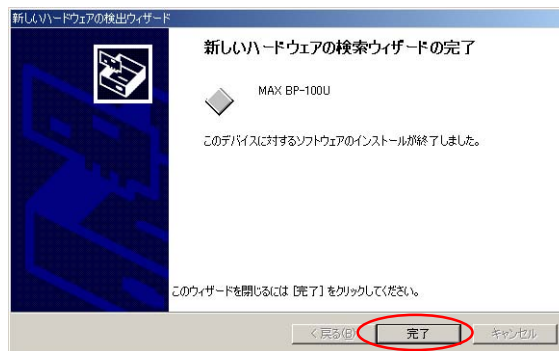 新しいハードウェアの検出ウィザード
新しいハードウェアの検索ウィザードの完了
MAX BP-100U
このデバイスに対するソフトウェアのインストールが終了しました。
このウィザードを閉じるには [完了] をクリックしてください。
< 戻る(B)
完了
キャンセル